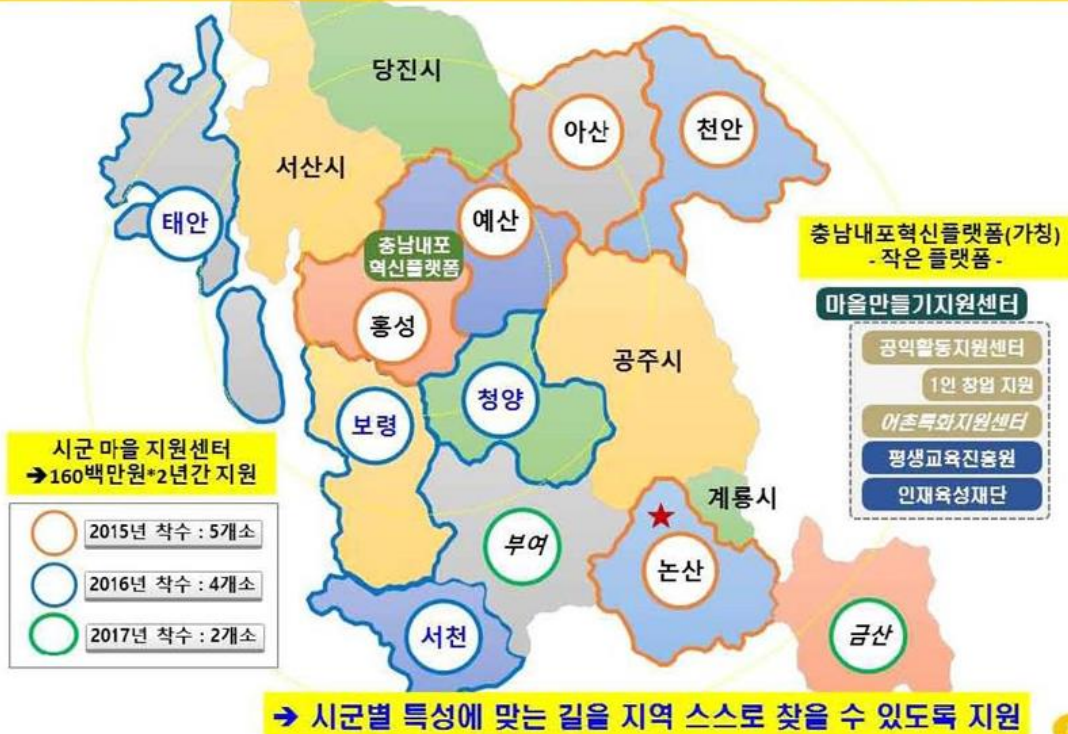 당진시
아산
천안
서산시
태안
예산
충남내포
혁신플랫폼
홍성
충남내포혁신플랫폼(가칭)
- 작은 플랫폼 -
마을만들기지원센터
공익활동지원센터
1인 창업 지원
어촌특화지원센터
평생교육진흥원
인재육성재단
공주시
청양
보령
시군 마을 지원센터
➔160백만원*2년간 지원
2015년 착수 : 5개소
2016년 착수 : 4개소
2017년 착수 : 2개소
계룡시
부여
논산
서천
금산
➔ 시군별 특성에 맞는 길을 지역 스스로 찾을 수 있도록 지원